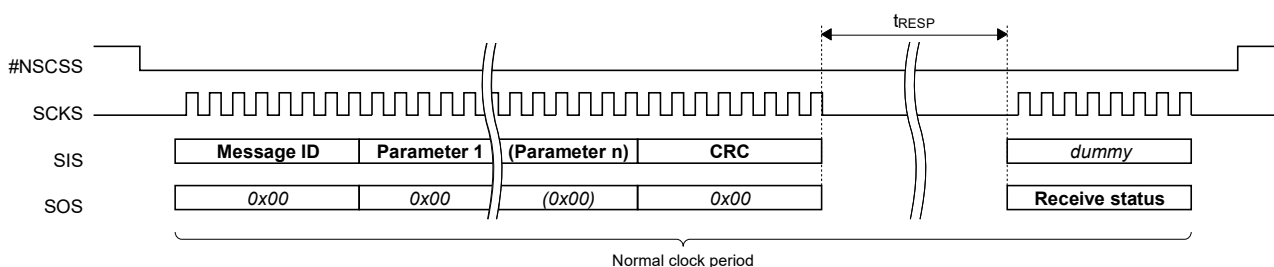 tRESP
#NSCSS
SCKS
SIS Message ID Parameter 1 (Parameter n) CRC dummy
SOS 0x00 0x00 (0x00) 0x00 Receive status
Normal clock period